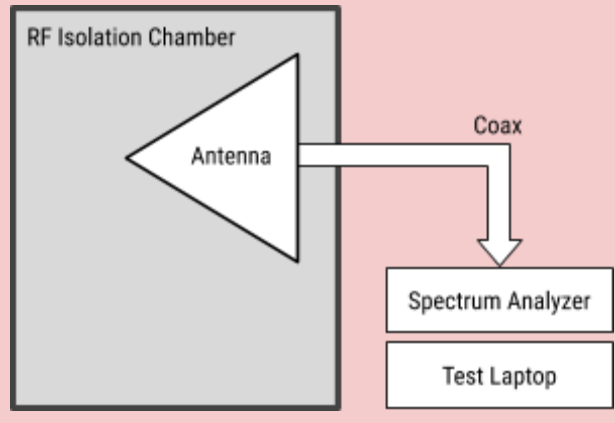 RF Isolation Chamber
Antenna
Coax
Spectrum Analyzer
Test Laptop